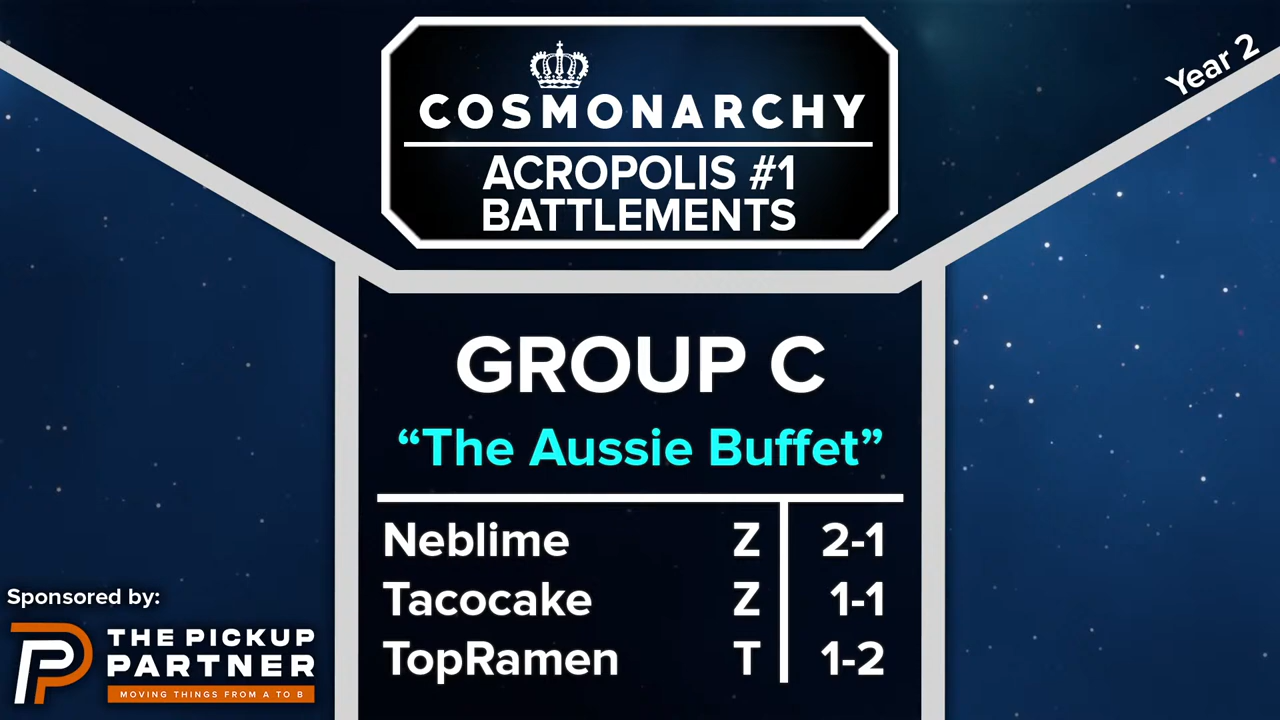 COSMONARCHY
ACROPOLIS #1
BATTLEMENTS
Year 2
GROUP C
“The Aussie Buffet”
Neblime Z 2-1
Tacocake Z 1-1
TopRamen T 1-2
Sponsored by:
THE PICKUP
PARTNER
MOVING THINGS FROM A TO B